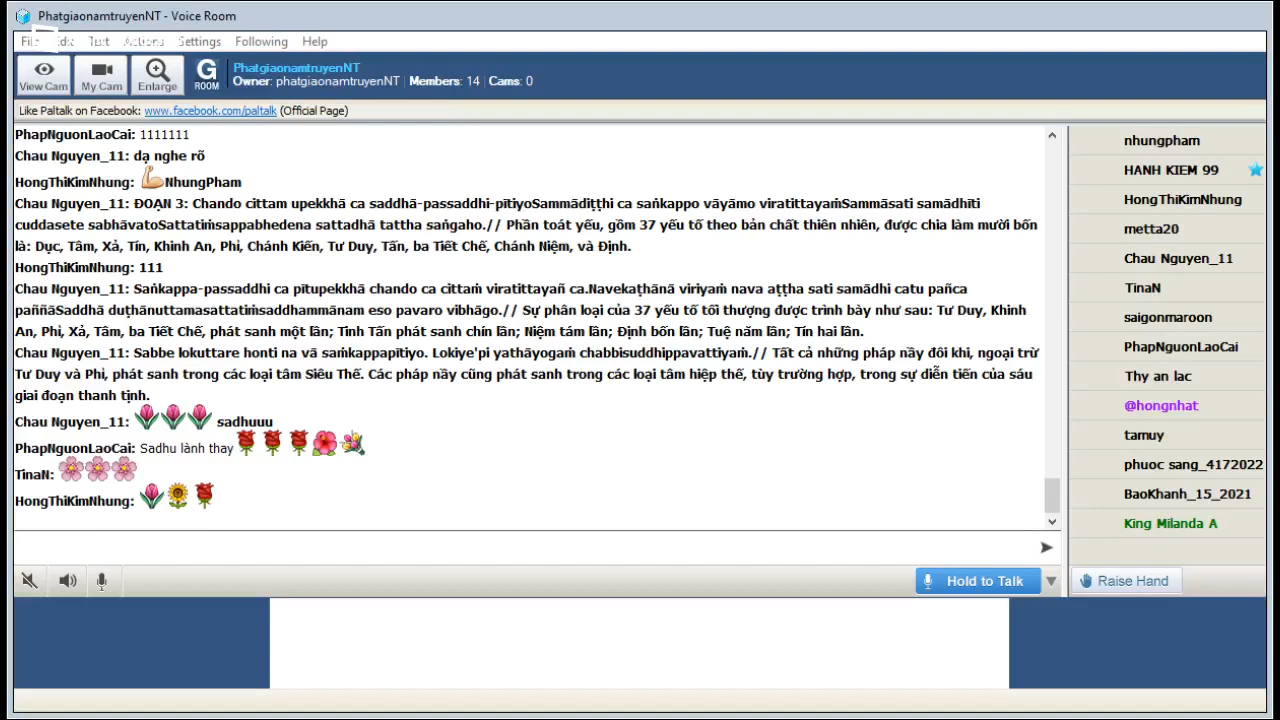 PhatgiaonamtruyenNT - Voice Room
Text Actions Settings Following Help
View Cam
My Cam
Enlarge
G ROOM
PhatgiaonamtruyenNT
Owner: phatgiaonamtruyenNT | Members: 14 | Cams: 0
Like Paltalk on Facebook: www.facebook.com/paltalk (Official Page)
PhapNguonLaoCai: 1111111
Chau Nguyen_11: dạ nghe rõ
HongThiKimNhung: NhungPham
Chau Nguyen_11: ĐOẠN 3: Chando cittam upekkhā ca saddhā-passaddhi-pītiyoSammādiṭṭhi ca saṅkappo vāyāmo viratittayaṁSammāsati samādhīti
cuddasete sabhāvatoSattatiṁsappabhedena sattadhā tattha saṅgaho.// Phần toát yếu, gồm 37 yếu tố theo bản chất thiên nhiên, được chia làm mười bốn
là: Dục, Tâm, Xả, Tín, Khinh An, Phỉ, Chánh Kiến, Tư Duy, Tấn, ba Tiết Chế, Chánh Niệm, và Định.
HongThiKimNhung: 111
Chau Nguyen_11: Saṅkappa-passaddhi ca pītupekkhā chando ca cittaṁ viratittayañ ca.Navekaṭhānā viriyaṁ nava aṭṭha sati samādhi catu pañca
paññāSaddhā duṭhānuttamasattatiṁsaddhammānam eso pavaro vibhāgo.// Sự phân loại của 37 yếu tố tối thượng được trình bày như sau: Tư Duy, Khinh
An, Phỉ, Xả, Tâm, ba Tiết Chế, phát sanh một lần; Tinh Tấn phát sanh chín lần; Niệm tám lần; Định bốn lần; Tuệ năm lần; Tín hai lần.
Chau Nguyen_11: Sabbe lokuttare honti na vā saṁkappapītiyo. Lokiye'pi yathāyogaṁ chabbisuddhippavattiyaṁ.// Tất cả những pháp nầy đôi khi, ngoại trừ
Tư Duy và Phỉ, phát sanh trong các loại tâm Siêu Thế. Các pháp nầy cũng phát sanh trong các loại tâm hiệp thế, tùy trường hợp, trong sự diễn tiến của sáu
giai đoạn thanh tịnh.
Chau Nguyen_11: sadhuuu
PhapNguonLaoCai: Sadhu lành thay
TinaN:
HongThiKimNhung:
Hold to Talk
nhungpham
HANH KIEM 99
HongThiKimNhung
metta20
Chau Nguyen_11
TinaN
saigonmaroon
PhapNguonLaoCai
Thy an lac
@hongnhat
tamuy
phuoc sang_4172022
BaoKhanh_15_2021
King Milanda A
Raise Hand